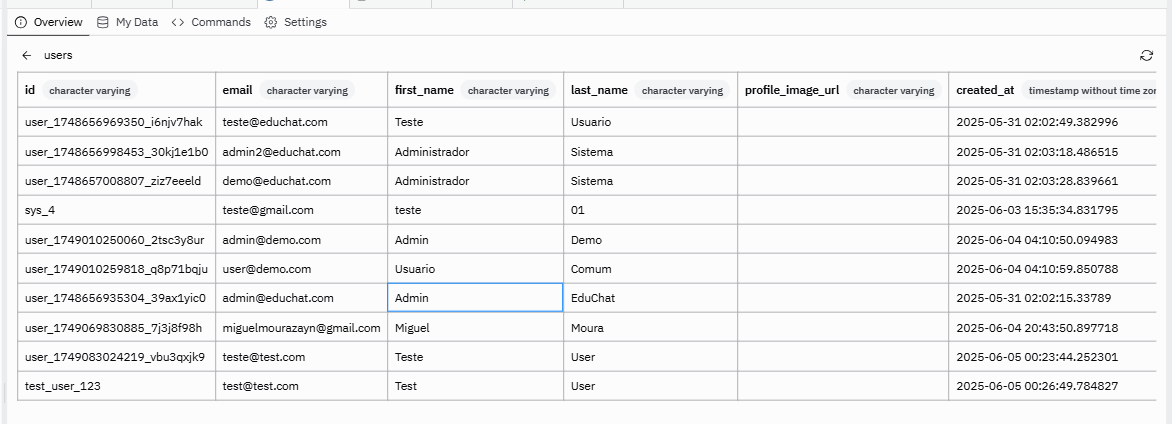 Overview My Data Commands Settings
users
id character varying email character varying first_name character varying last_name character varying profile_image_url character varying created_at timestamp without time zor
user_1748656969350_i6njv7hak teste@educhat.com Teste Usuario 2025-05-31 02:02:49.382996
user_1748656998453_30kj1e1b0 admin2@educhat.com Administrador Sistema 2025-05-31 02:03:18.486515
user_1748657008807_ziz7eeeld demo@educhat.com Administrador Sistema 2025-05-31 02:03:28.839661
sys_4 teste@gmail.com teste 01 2025-06-03 15:35:34.831795
user_1749010250060_2tsc3y8ur admin@demo.com Admin Demo 2025-06-04 04:10:50.094983
user_1749010259818_q8p71bqju user@demo.com Usuario Comum 2025-06-04 04:10:59.850788
user_1748656935304_39ax1yic0 admin@educhat.com Admin EduChat 2025-05-31 02:02:15.33789
user_1749069830885_7j3j8f98h miguelmourazayn@gmail.com Miguel Moura 2025-06-04 20:43:50.897718
user_1749083024219_vbu3qxjk9 teste@test.com Teste User 2025-06-05 00:23:44.252301
test_user_123 test@test.com Test User 2025-06-05 00:26:49.784827